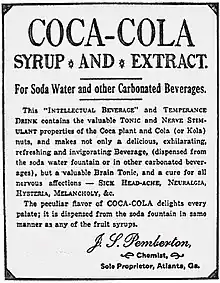 COCA-COLA
SYRUP * AND * EXTRACT.
For Soda Water and other Carbonated Beverages.
This "INTELLECTUAL BEVERAGE" and TEMPERANCE
DRINK contains the valuable TONIC and NERVE STIM-
ULANT properties of the Coca plant and Cola (or Kola)
nuts, and makes not only a delicious, exhilarating,
refreshing and invigorating Beverage, (dispensed from
the soda water fountain or in other carbonated bever-
ages), but a valuable Brain Tonic, and a cure for all
nervous affections — SICK HEAD-ACHE, NEURALGIA,
HYSTERIA, MELANCHOLY, &c.
The peculiar flavor of COCA-COLA delights every
palate; it is dispensed from the soda fountain in same
manner as any of the fruit syrups.
J. S. Pemberton,
Chemist,
Sole Proprietor, Atlanta, Ga.